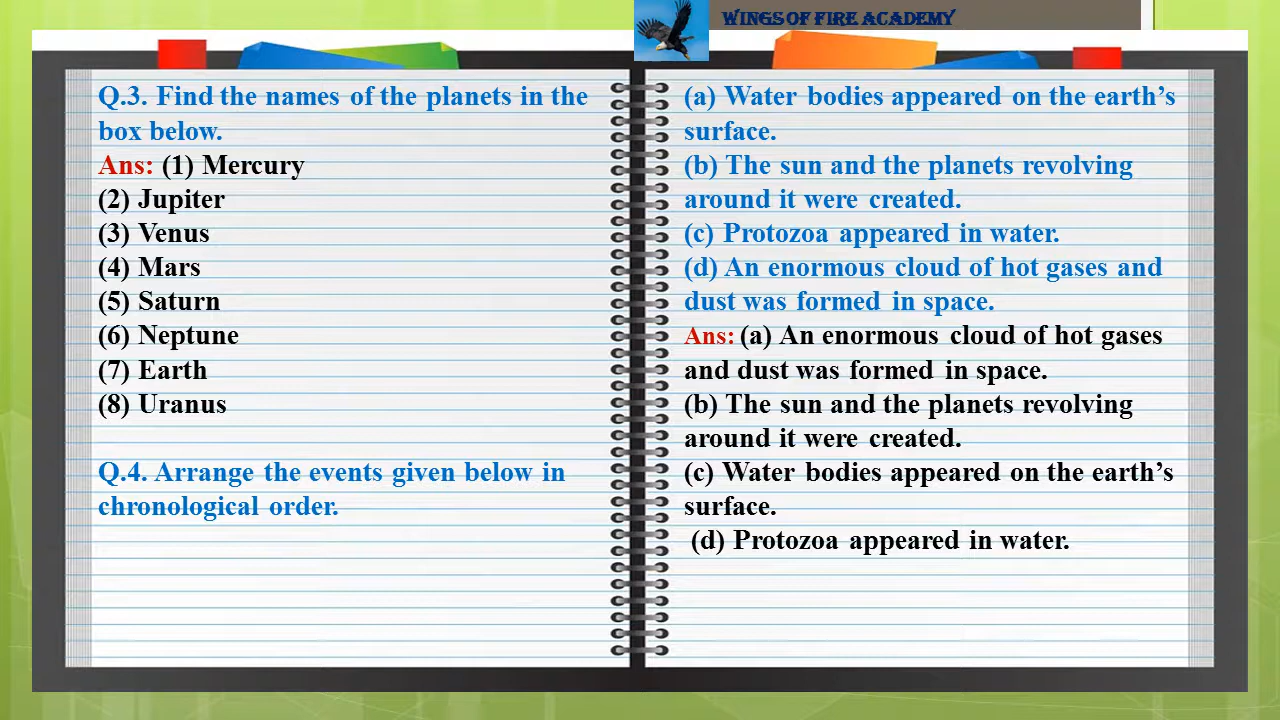 WINGS OF FIRE ACADEMY
Q.3. Find the names of the planets in the
box below.
Ans: (1) Mercury
(2) Jupiter
(3) Venus
(4) Mars
(5) Saturn
(6) Neptune
(7) Earth
(8) Uranus
Q.4. Arrange the events given below in
chronological order.
(a) Water bodies appeared on the earth’s
surface.
(b) The sun and the planets revolving
around it were created.
(c) Protozoa appeared in water.
(d) An enormous cloud of hot gases and
dust was formed in space.
Ans: (a) An enormous cloud of hot gases
and dust was formed in space.
(b) The sun and the planets revolving
around it were created.
(c) Water bodies appeared on the earth’s
surface.
(d) Protozoa appeared in water.